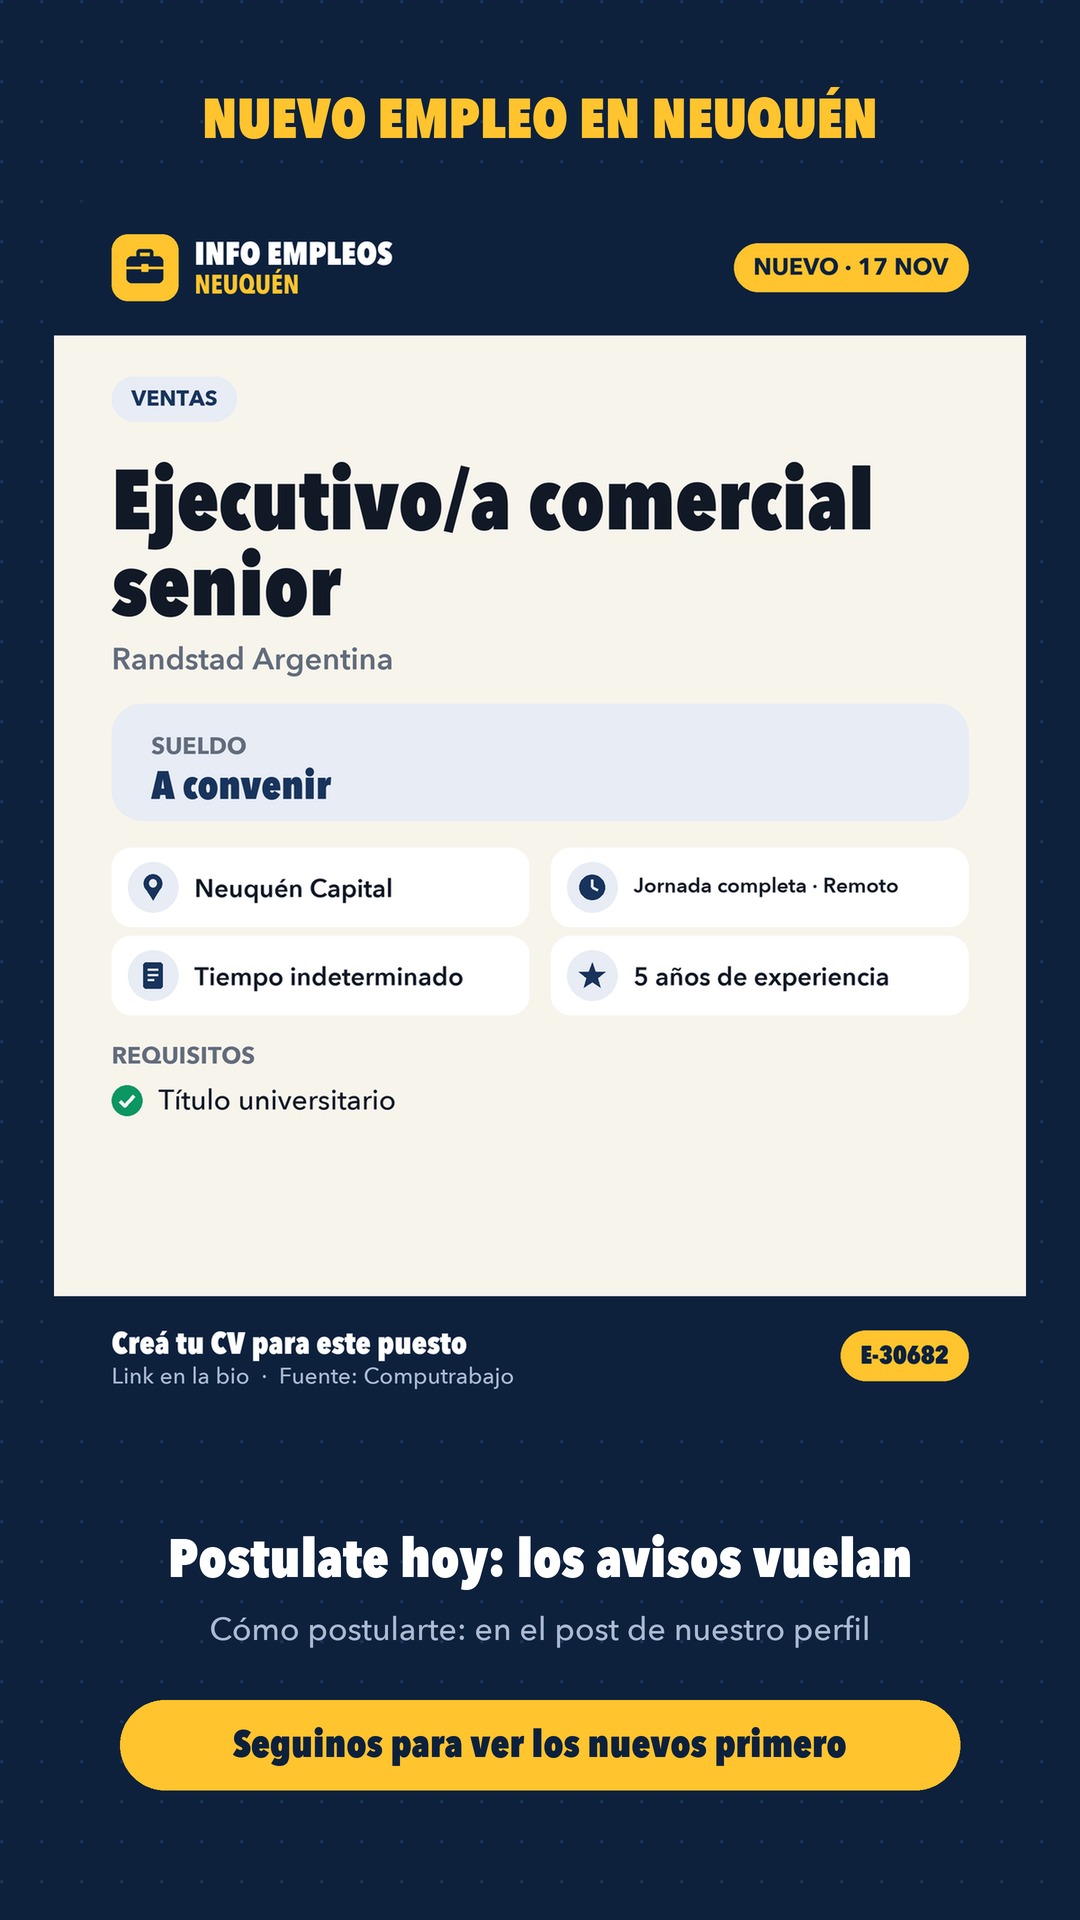 NUEVO EMPLEO EN NEUQUÉN
INFO EMPLEOS
NEUQUÉN
NUEVO · 17 NOV
VENTAS
Ejecutivo/a comercial
senior
Randstad Argentina
SUELDO
A convenir
Neuquén Capital
Jornada completa · Remoto
Tiempo indeterminado
5 años de experiencia
REQUISITOS
Título universitario
Creá tu CV para este puesto
Link en la bio · Fuente: Computrabajo
E-30682
Postulate hoy: los avisos vuelan
Cómo postularte: en el post de nuestro perfil
Seguinos para ver los nuevos primero